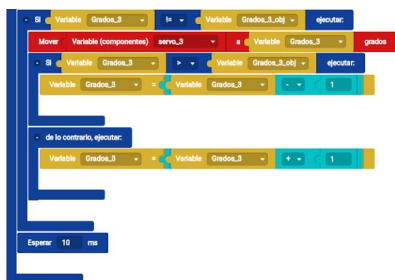 Si Variable Grados_3 != Variable Grados_3_obj ejecutar:
Mover Variable (componentes) servo_3 a Variable Grados_3 grados
Si Variable Grados_3 > Variable Grados_3_obj ejecutar:
Variable Grados_3 = Variable Grados_3 - 1
de lo contrario, ejecutar:
Variable Grados_3 = Variable Grados_3 + 1
Esperar 10 ms